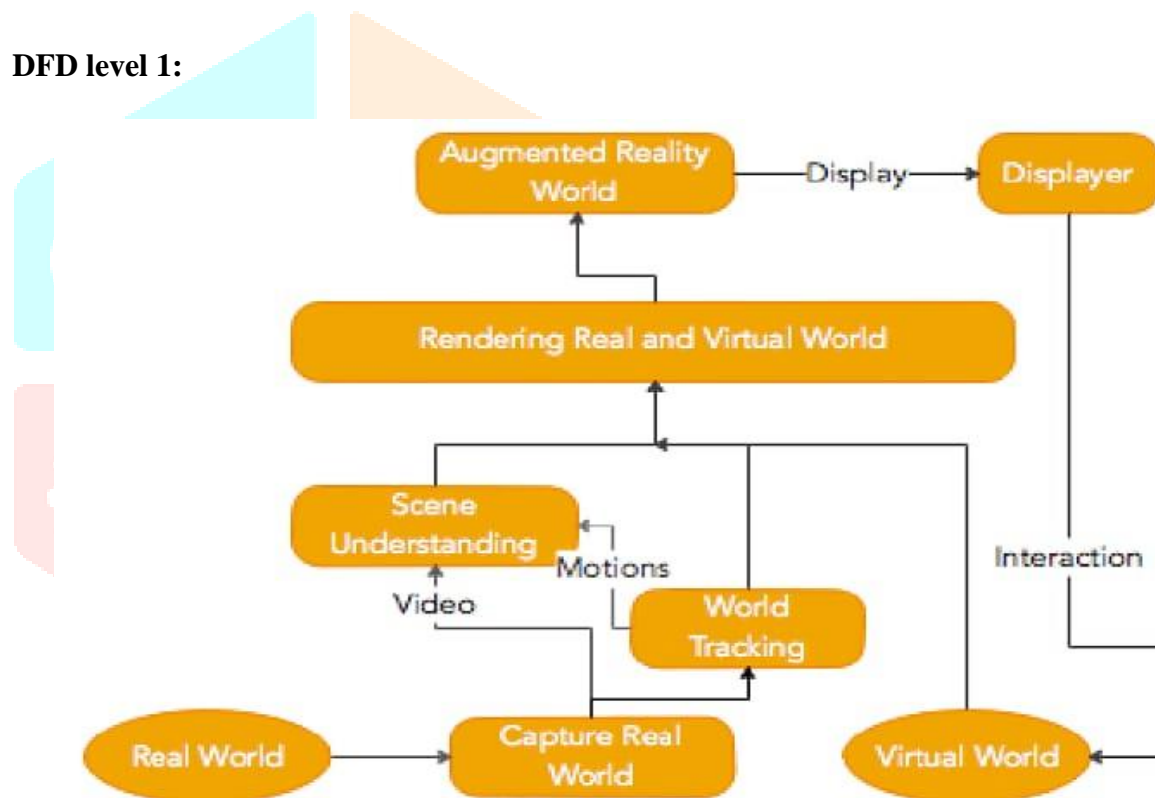 DFD level 1:
Augmented Reality
World
Display
Displayer
Rendering Real and Virtual World
Scene
Understanding
Motions
Interaction
Video
World
Tracking
Real World
Capture Real
World
Virtual World